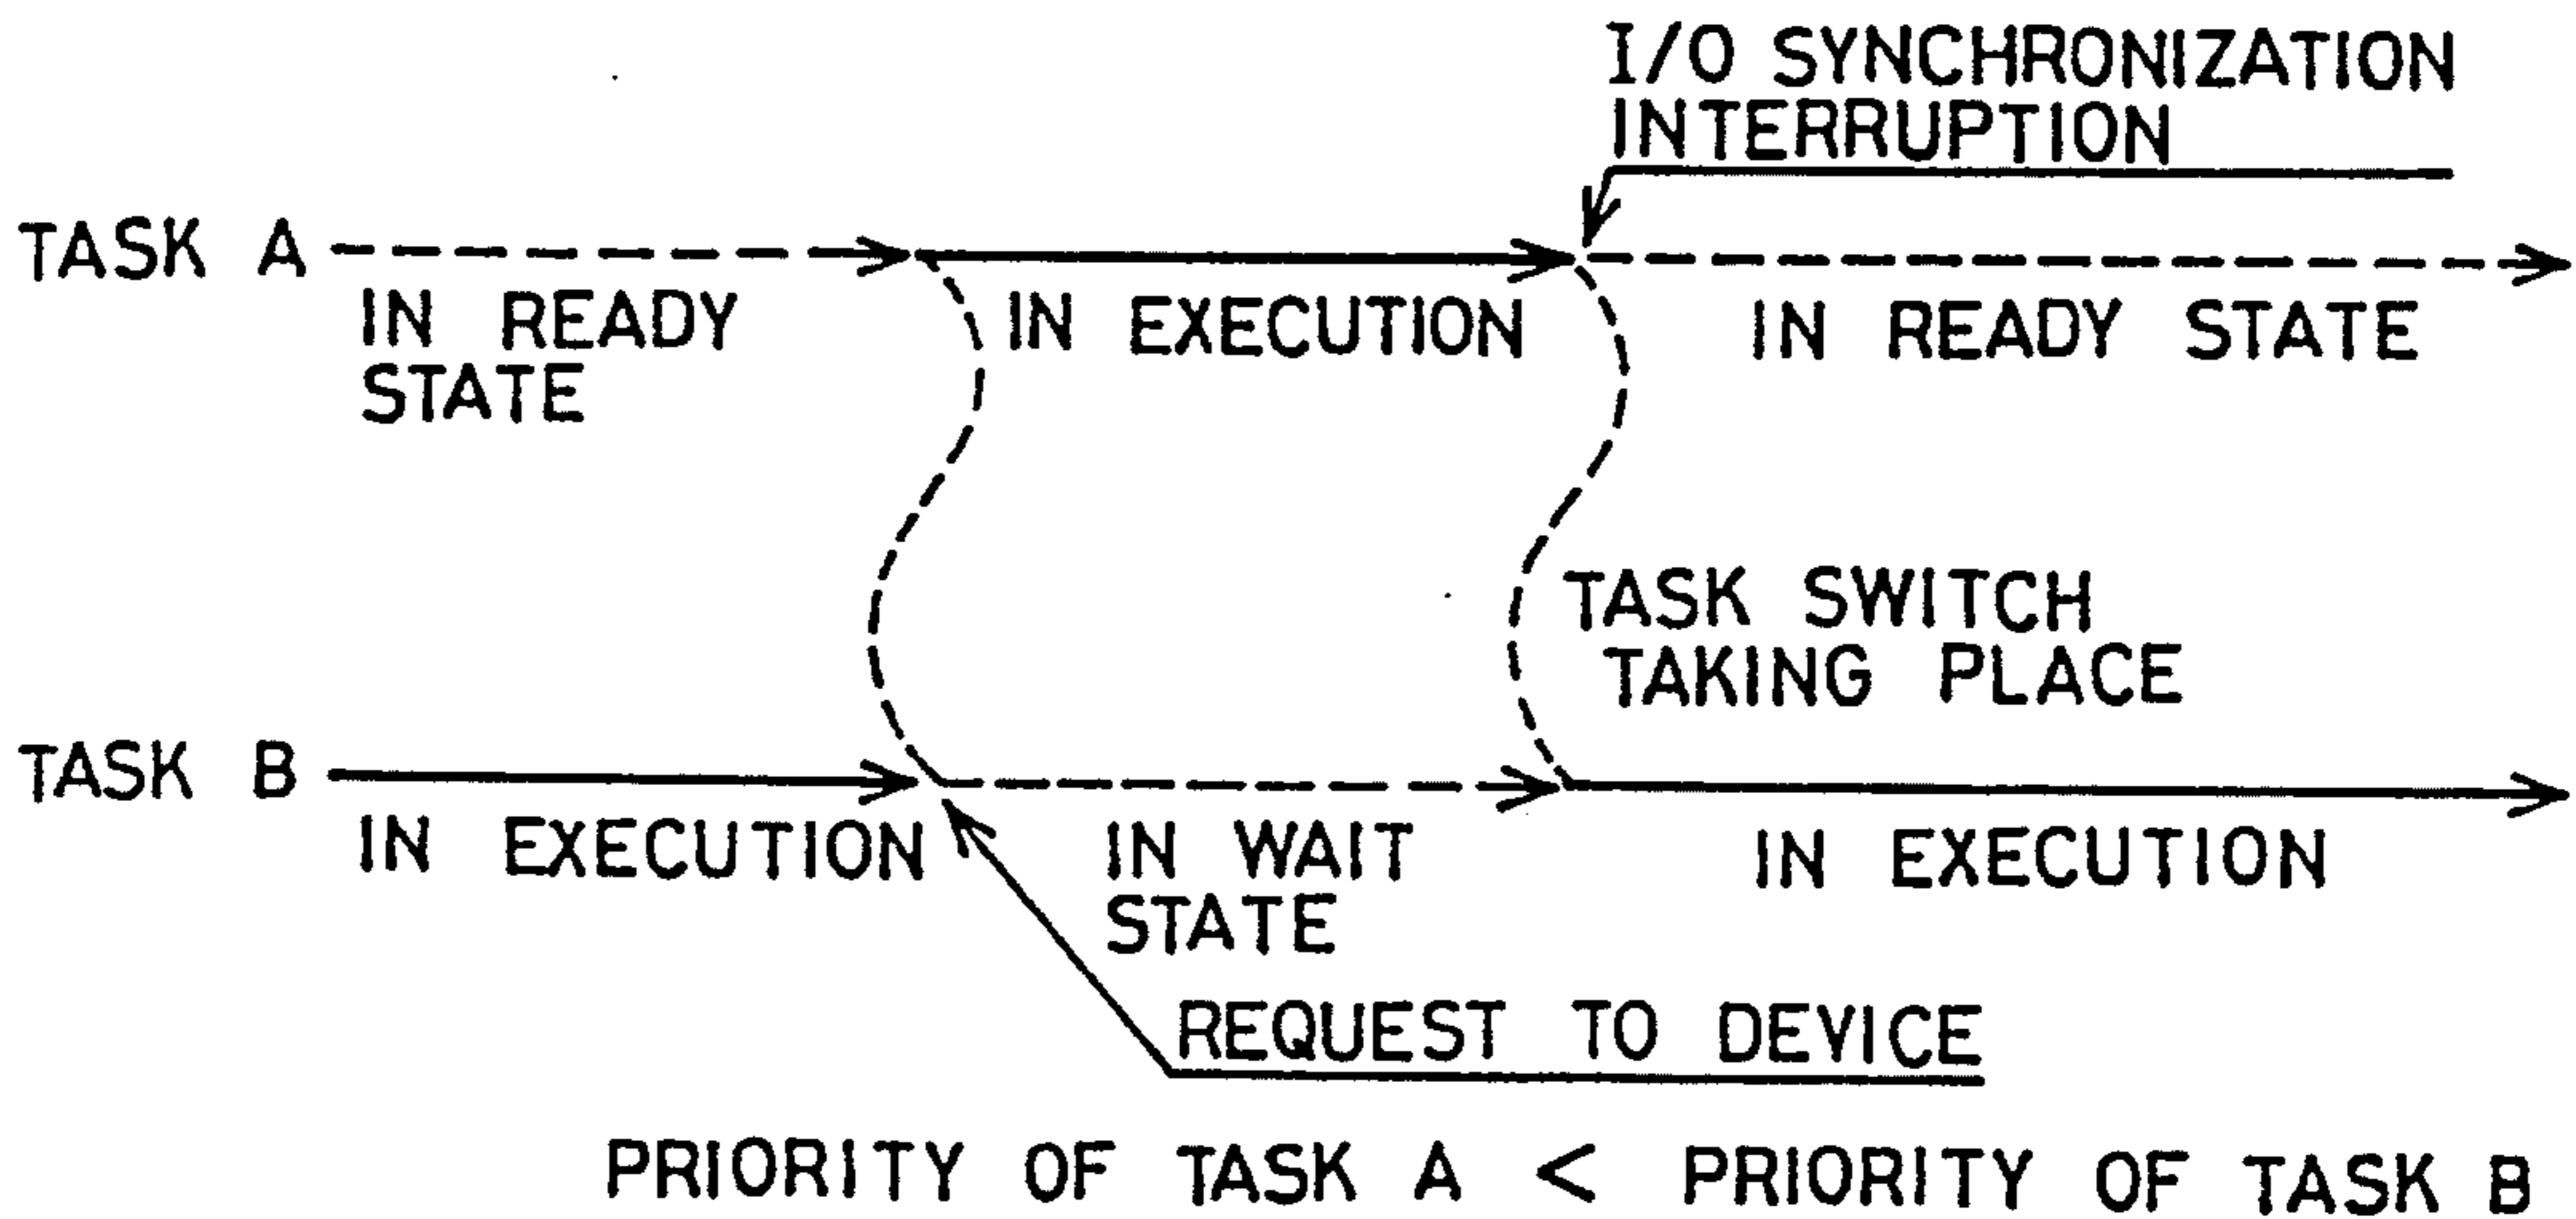 I/O SYNCHRONIZATION
INTERRUPTION
TASK A
IN READY
STATE
IN EXECUTION
IN READY STATE
TASK SWITCH
TAKING PLACE
TASK B
IN EXECUTION
IN WAIT
STATE
IN EXECUTION
REQUEST TO DEVICE
PRIORITY OF TASK A < PRIORITY OF TASK B